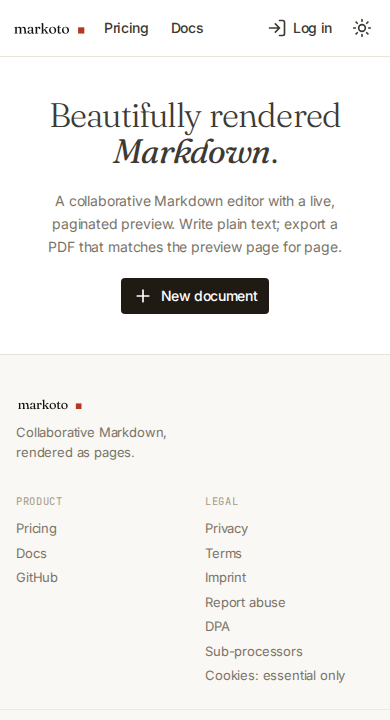 markoto
Pricing
Docs
Log in
Beautifully rendered
Markdown.
A collaborative Markdown editor with a live,
paginated preview. Write plain text; export a
PDF that matches the preview page for page.
New document
markoto
Collaborative Markdown,
rendered as pages.
PRODUCT
Pricing
Docs
GitHub
LEGAL
Privacy
Terms
Imprint
Report abuse
DPA
Sub-processors
Cookies: essential only